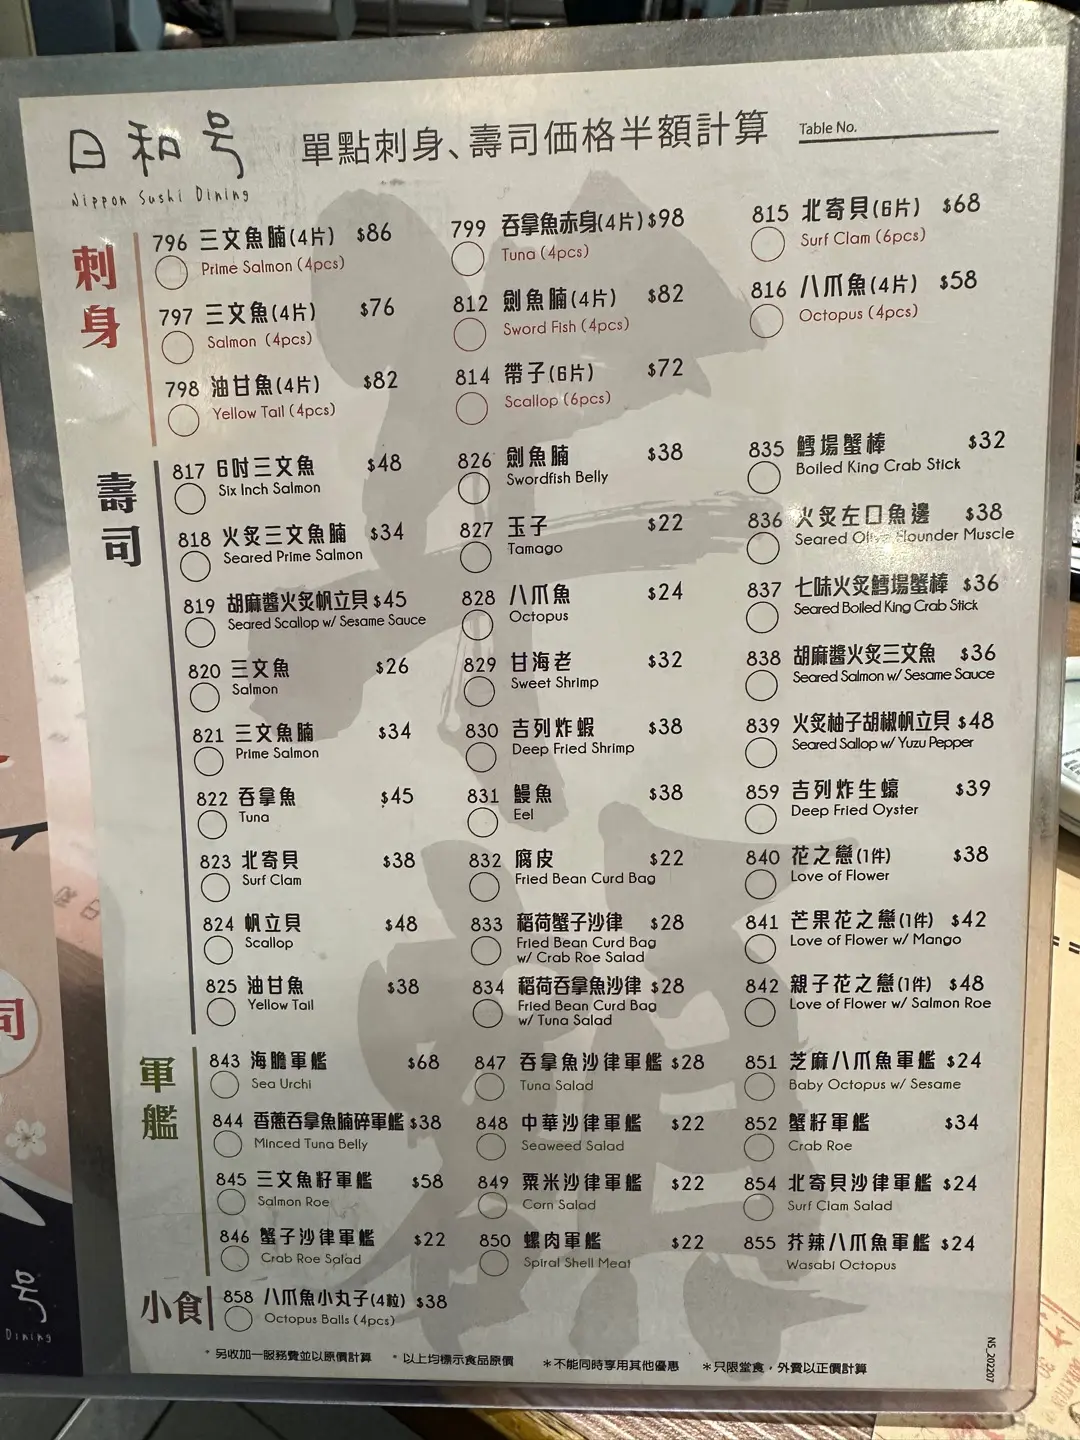 日和号
Nippon Sushi Dining
單點刺身、壽司価格半額計算
Table No.
刺身
796 三文魚腩(4片) $86
Prime Salmon (4pcs)
797 三文魚(4片) $76
Salmon (4pcs)
798 油甘魚(4片) $82
Yellow Tail (4pcs)
799 吞拿魚赤身(4片) $98
Tuna (4pcs)
812 劍魚腩(4片) $82
Sword Fish (4pcs)
814 帶子(6片) $72
Scallop (6pcs)
815 北寄貝(6片) $68
Surf Clam (6pcs)
816 八爪魚(4片) $58
Octopus (4pcs)
壽司
817 6吋三文魚 $48
Six Inch Salmon
818 火炙三文魚腩 $34
Seared Prime Salmon
819 胡麻醬火炙帆立貝 $45
Seared Scallop w/ Sesame Sauce
820 三文魚 $26
Salmon
821 三文魚腩 $34
Prime Salmon
822 吞拿魚 $45
Tuna
823 北寄貝 $38
Surf Clam
824 帆立貝 $48
Scallop
825 油甘魚 $38
Yellow Tail
826 劍魚腩 $38
Swordfish Belly
827 玉子 $22
Tamago
828 八爪魚 $24
Octopus
829 甘海老 $32
Sweet Shrimp
830 吉列炸蝦 $38
Deep Fried Shrimp
831 鰻魚 $38
Eel
832 腐皮 $22
Fried Bean Curd Bag
833 稻荷蟹子沙律 $28
Fried Bean Curd Bag
w/ Crab Roe Salad
834 稻荷吞拿魚沙律 $28
Fried Bean Curd Bag
w/ Tuna Salad
835 鱈場蟹棒 $32
Boiled King Crab Stick
836 火炙左口魚邊 $38
Seared Flounder Muscle
837 七味火炙鱈場蟹棒 $36
Seared Boiled King Crab Stick
838 胡麻醬火炙三文魚 $36
Seared Salmon w/ Sesame Sauce
839 火炙柚子胡椒帆立貝 $48
Seared Sallop w/ Yuzu Pepper
859 吉列炸生蠔 $39
Deep Fried Oyster
840 花之戀(1件) $38
Love of Flower
841 芒果花之戀(1件) $42
Love of Flower w/ Mango
842 親子花之戀(1件) $48
Love of Flower w/ Salmon Roe
軍艦
843 海膽軍艦 $68
Sea Urchi
844 香蔥吞拿魚腩碎軍艦 $38
Minced Tuna Belly
845 三文魚籽軍艦 $58
Salmon Roe
846 蟹子沙律軍艦 $22
Crab Roe Salad
847 吞拿魚沙律軍艦 $28
Tuna Salad
848 中華沙律軍艦 $22
Seaweed Salad
849 粟米沙律軍艦 $22
Corn Salad
850 螺肉軍艦 $22
Spiral Shell Meat
851 芝麻八爪魚軍艦 $24
Baby Octopus w/ Sesame
852 蟹籽軍艦 $34
Crab Roe
854 北寄貝沙律軍艦 $24
Surf Clam Salad
855 芥辣八爪魚軍艦 $24
Wasabi Octopus
小食
858 八爪魚小丸子(4粒) $38
Octopus Balls (4pcs)
*另收加一服務費並以原價計算 *以上均標示食品原價 *不能同時享用其他優惠 *只限堂食，外賣以正價計算
NS_202207
司
号
Dining